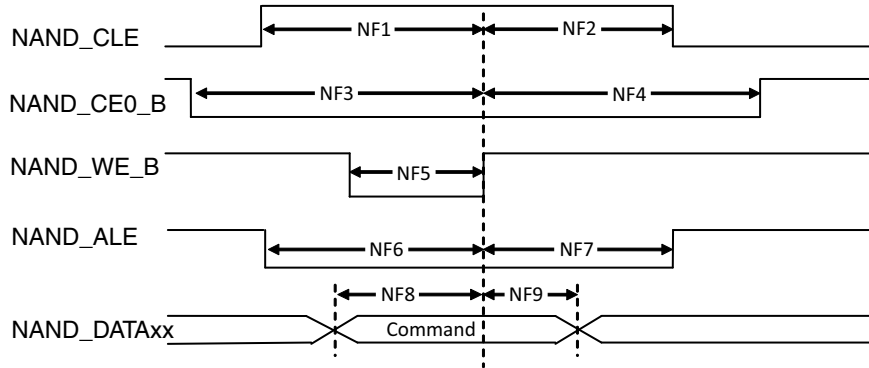 NAND_CLE
NF1
NF2
NAND_CE0_B
NF3
NF4
NAND_WE_B
NF5
NAND_ALE
NF6
NF7
NF8
NF9
NAND_DATAxx
Command